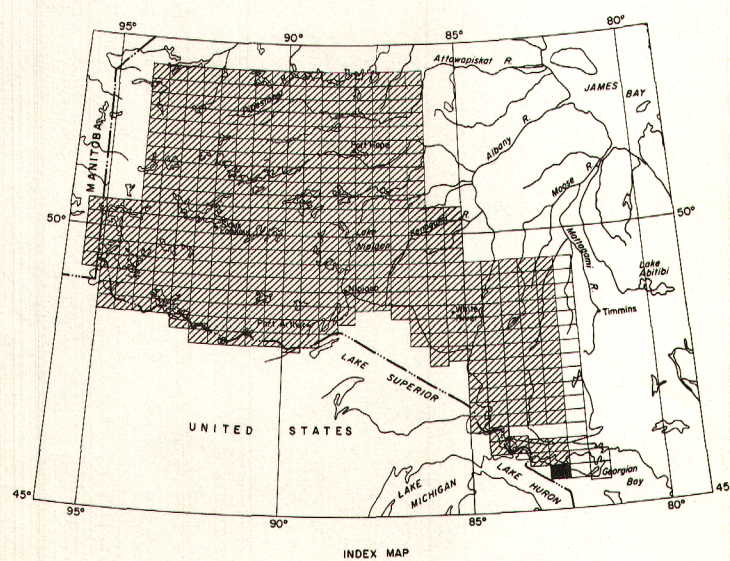 95°
90°
85°
80°
Attawapiskat R.
JAMES BAY
Albany R.
MANITOBA
Moose R.
50°
50°
Lake Nipigon
R.
Mattagami R.
Lake Abitibi
Nipigon
White River
Timmins
Port Arthur
LAKE SUPERIOR
UNITED STATES
LAKE HURON
Georgian Bay
LAKE MICHIGAN
45°
45
95°
90°
85°
80°
INDEX MAP